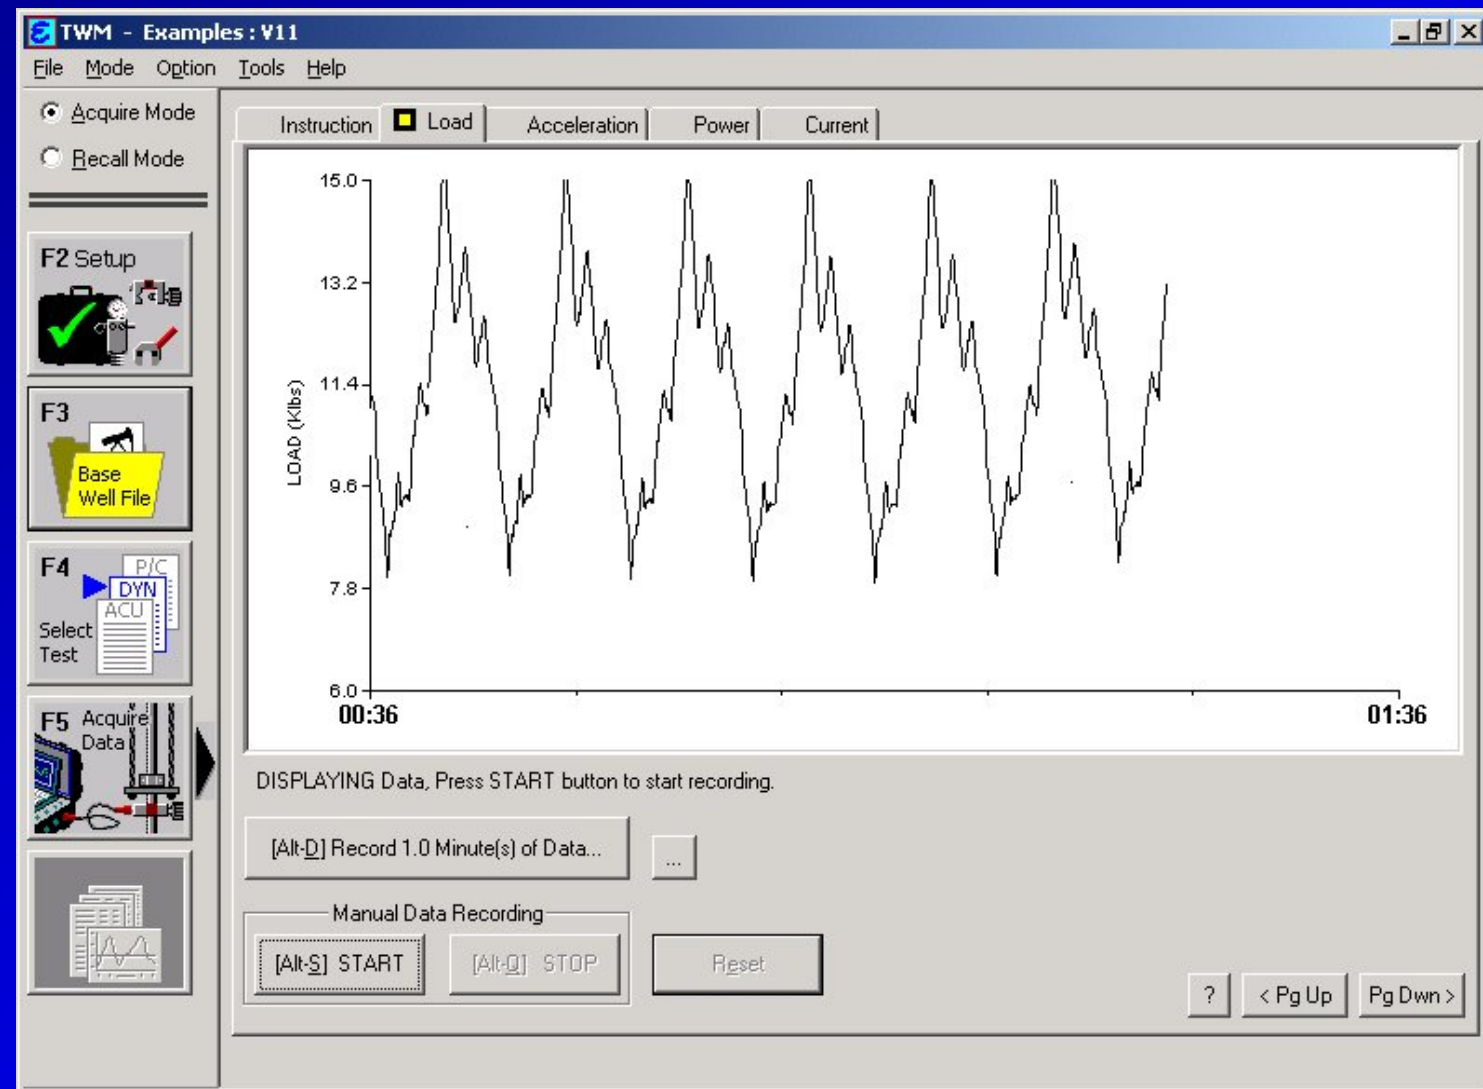 TWM - Examples : V11
File Mode Option Tools Help
Acquire Mode
Recall Mode
F2 Setup
F3
Base
Well File
F4
P/C
DYN
ACU
Select
Test
F5 Acquire
Data
Instruction Load Acceleration Power Current
15.0
13.2
11.4
9.6
7.8
6.0
LOAD (Klbs)
00:36 01:36
DISPLAYING Data, Press START button to start recording.
[Alt-D] Record 1.0 Minute(s) of Data... ...
Manual Data Recording
[Alt-S] START [Alt-Q] STOP Reset
? < Pg Up Pg Dwn >